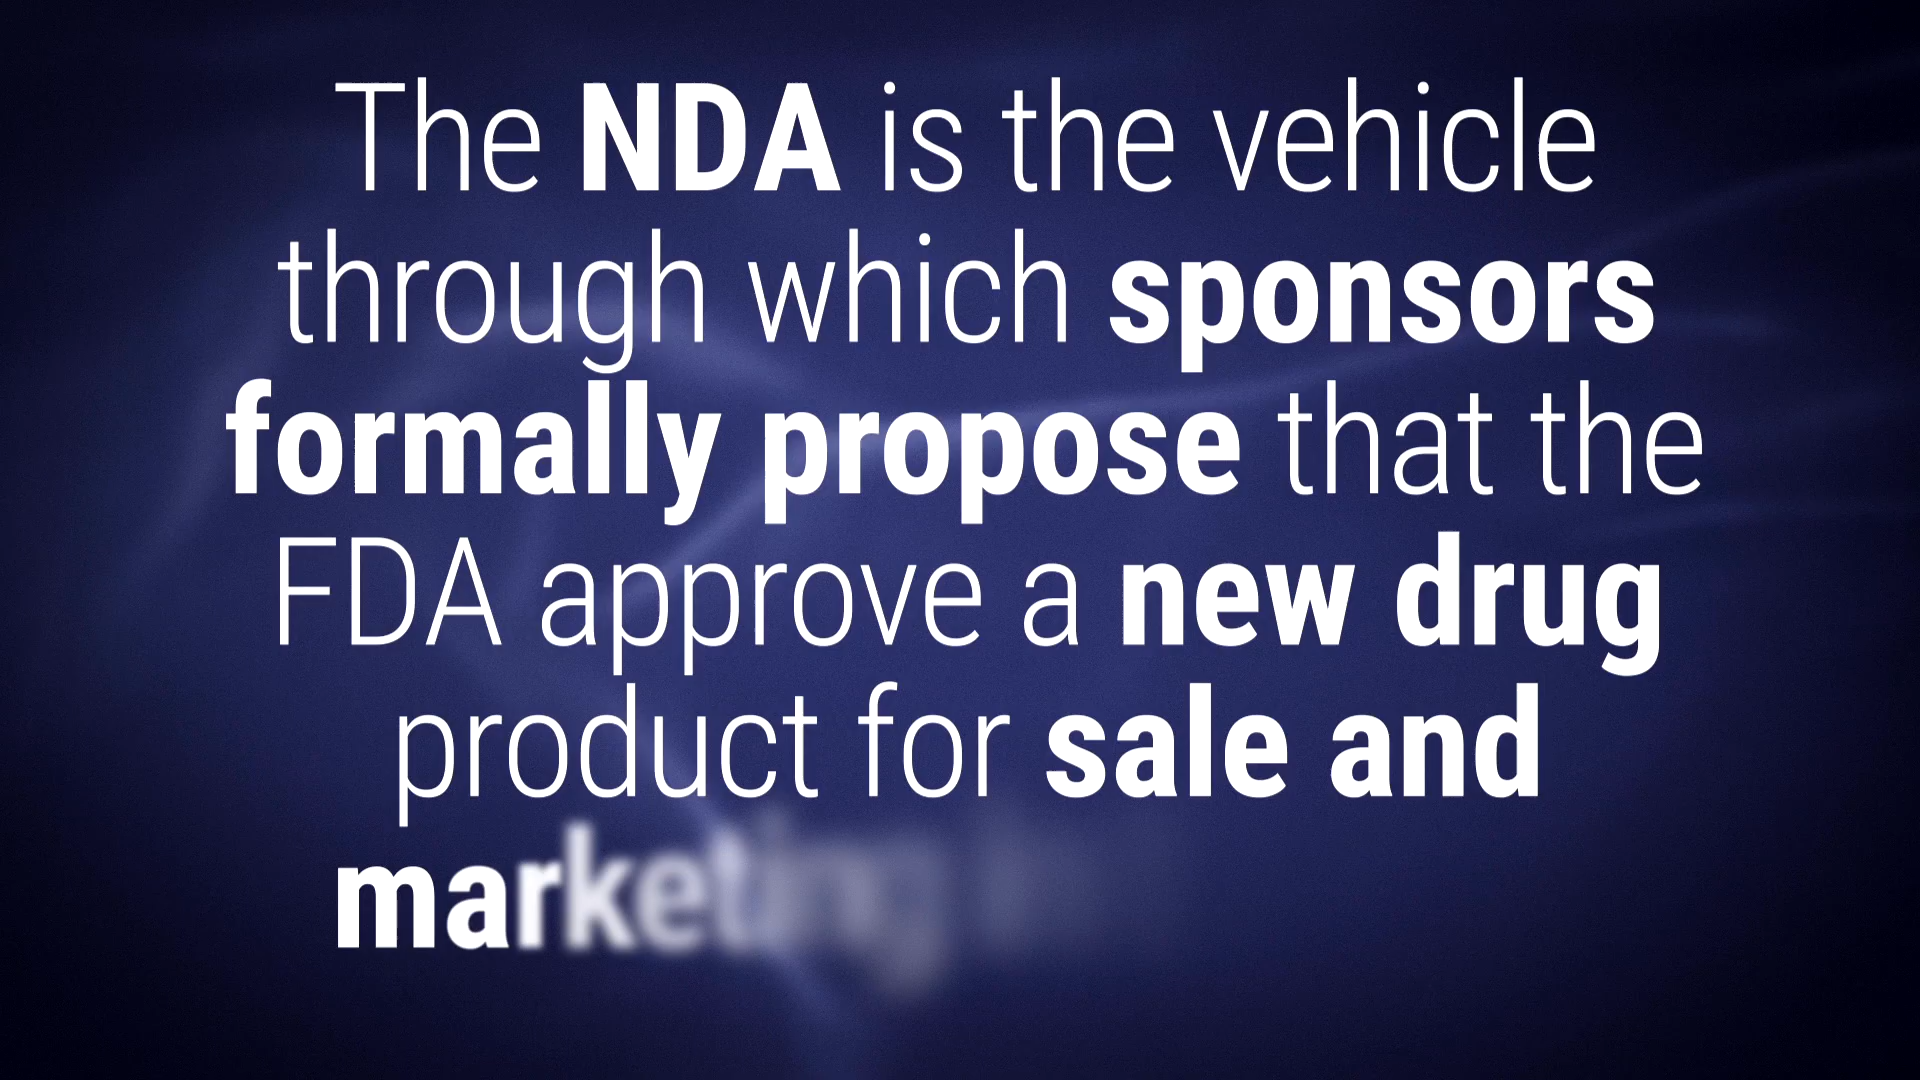 The NDA is the vehicle
through which sponsors
formally propose that the
FDA approve a new drug
product for sale and
marketing